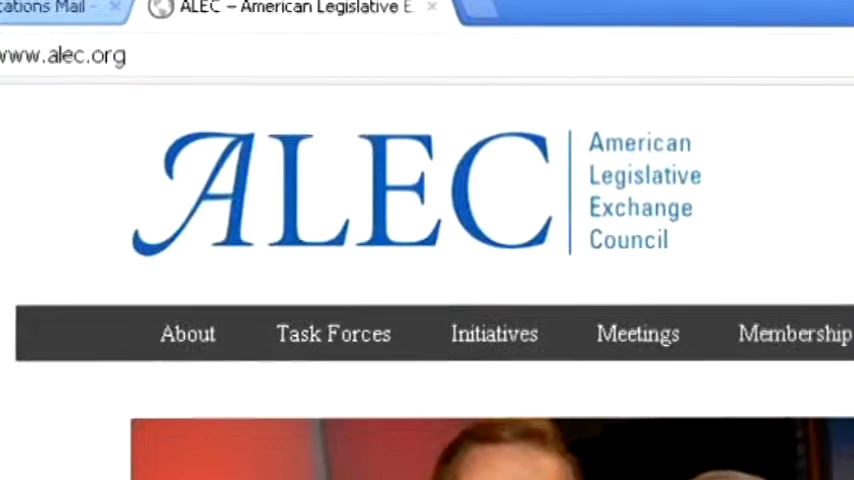 cations Mail -
ALEC – American Legislative E
www.alec.org
ALEC
American
Legislative
Exchange
Council
About Task Forces Initiatives Meetings Membership